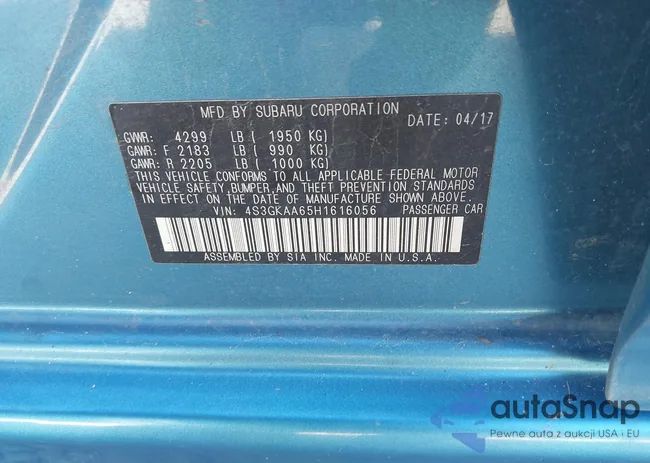 MFD BY SUBARU CORPORATION
DATE: 04/17
GVWR: 4299 LB ( 1950 KG)
GAWR: F 2183 LB ( 990 KG)
GAWR: R 2205 LB ( 1000 KG)
THIS VEHICLE CONFORMS TO ALL APPLICABLE FEDERAL MOTOR
VEHICLE SAFETY, BUMPER, AND THEFT PREVENTION STANDARDS
IN EFFECT ON THE DATE OF MANUFACTURE SHOWN ABOVE.
VIN: 4S3GKAA65H1616056 PASSENGER CAR
ASSEMBLED BY SIA INC. MADE IN U.S.A.
autaSnap
Pewne auta z aukcji USA i EU